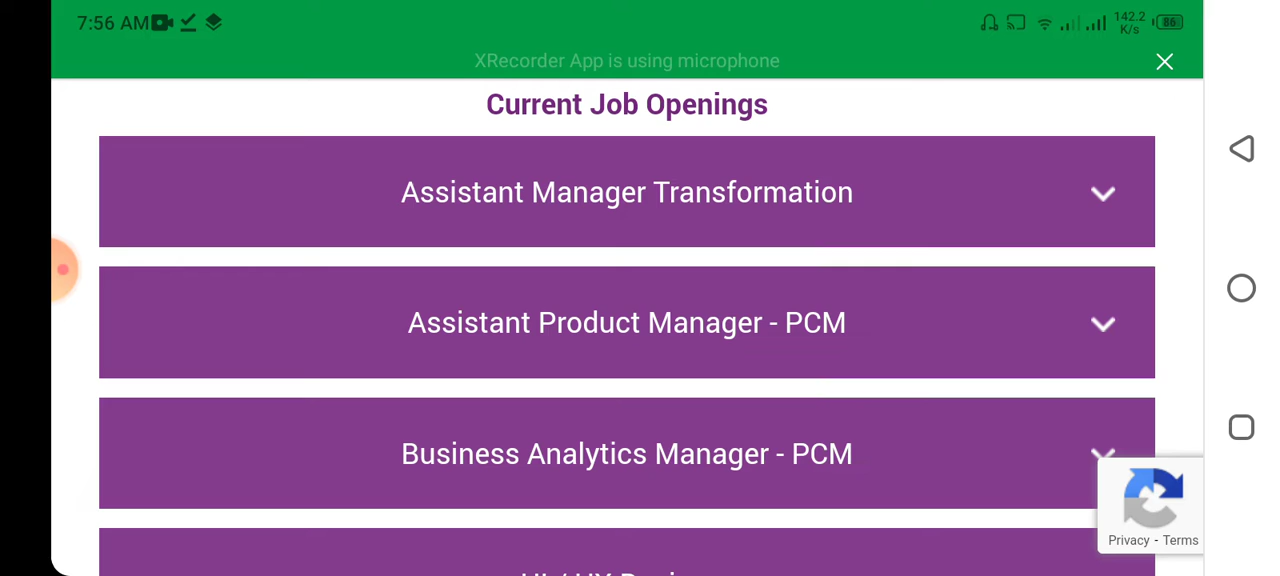 7:56 AM
142.2
K/s
86
XRecorder App is using microphone
Current Job Openings
Assistant Manager Transformation
Assistant Product Manager - PCM
Business Analytics Manager - PCM
Privacy - Terms